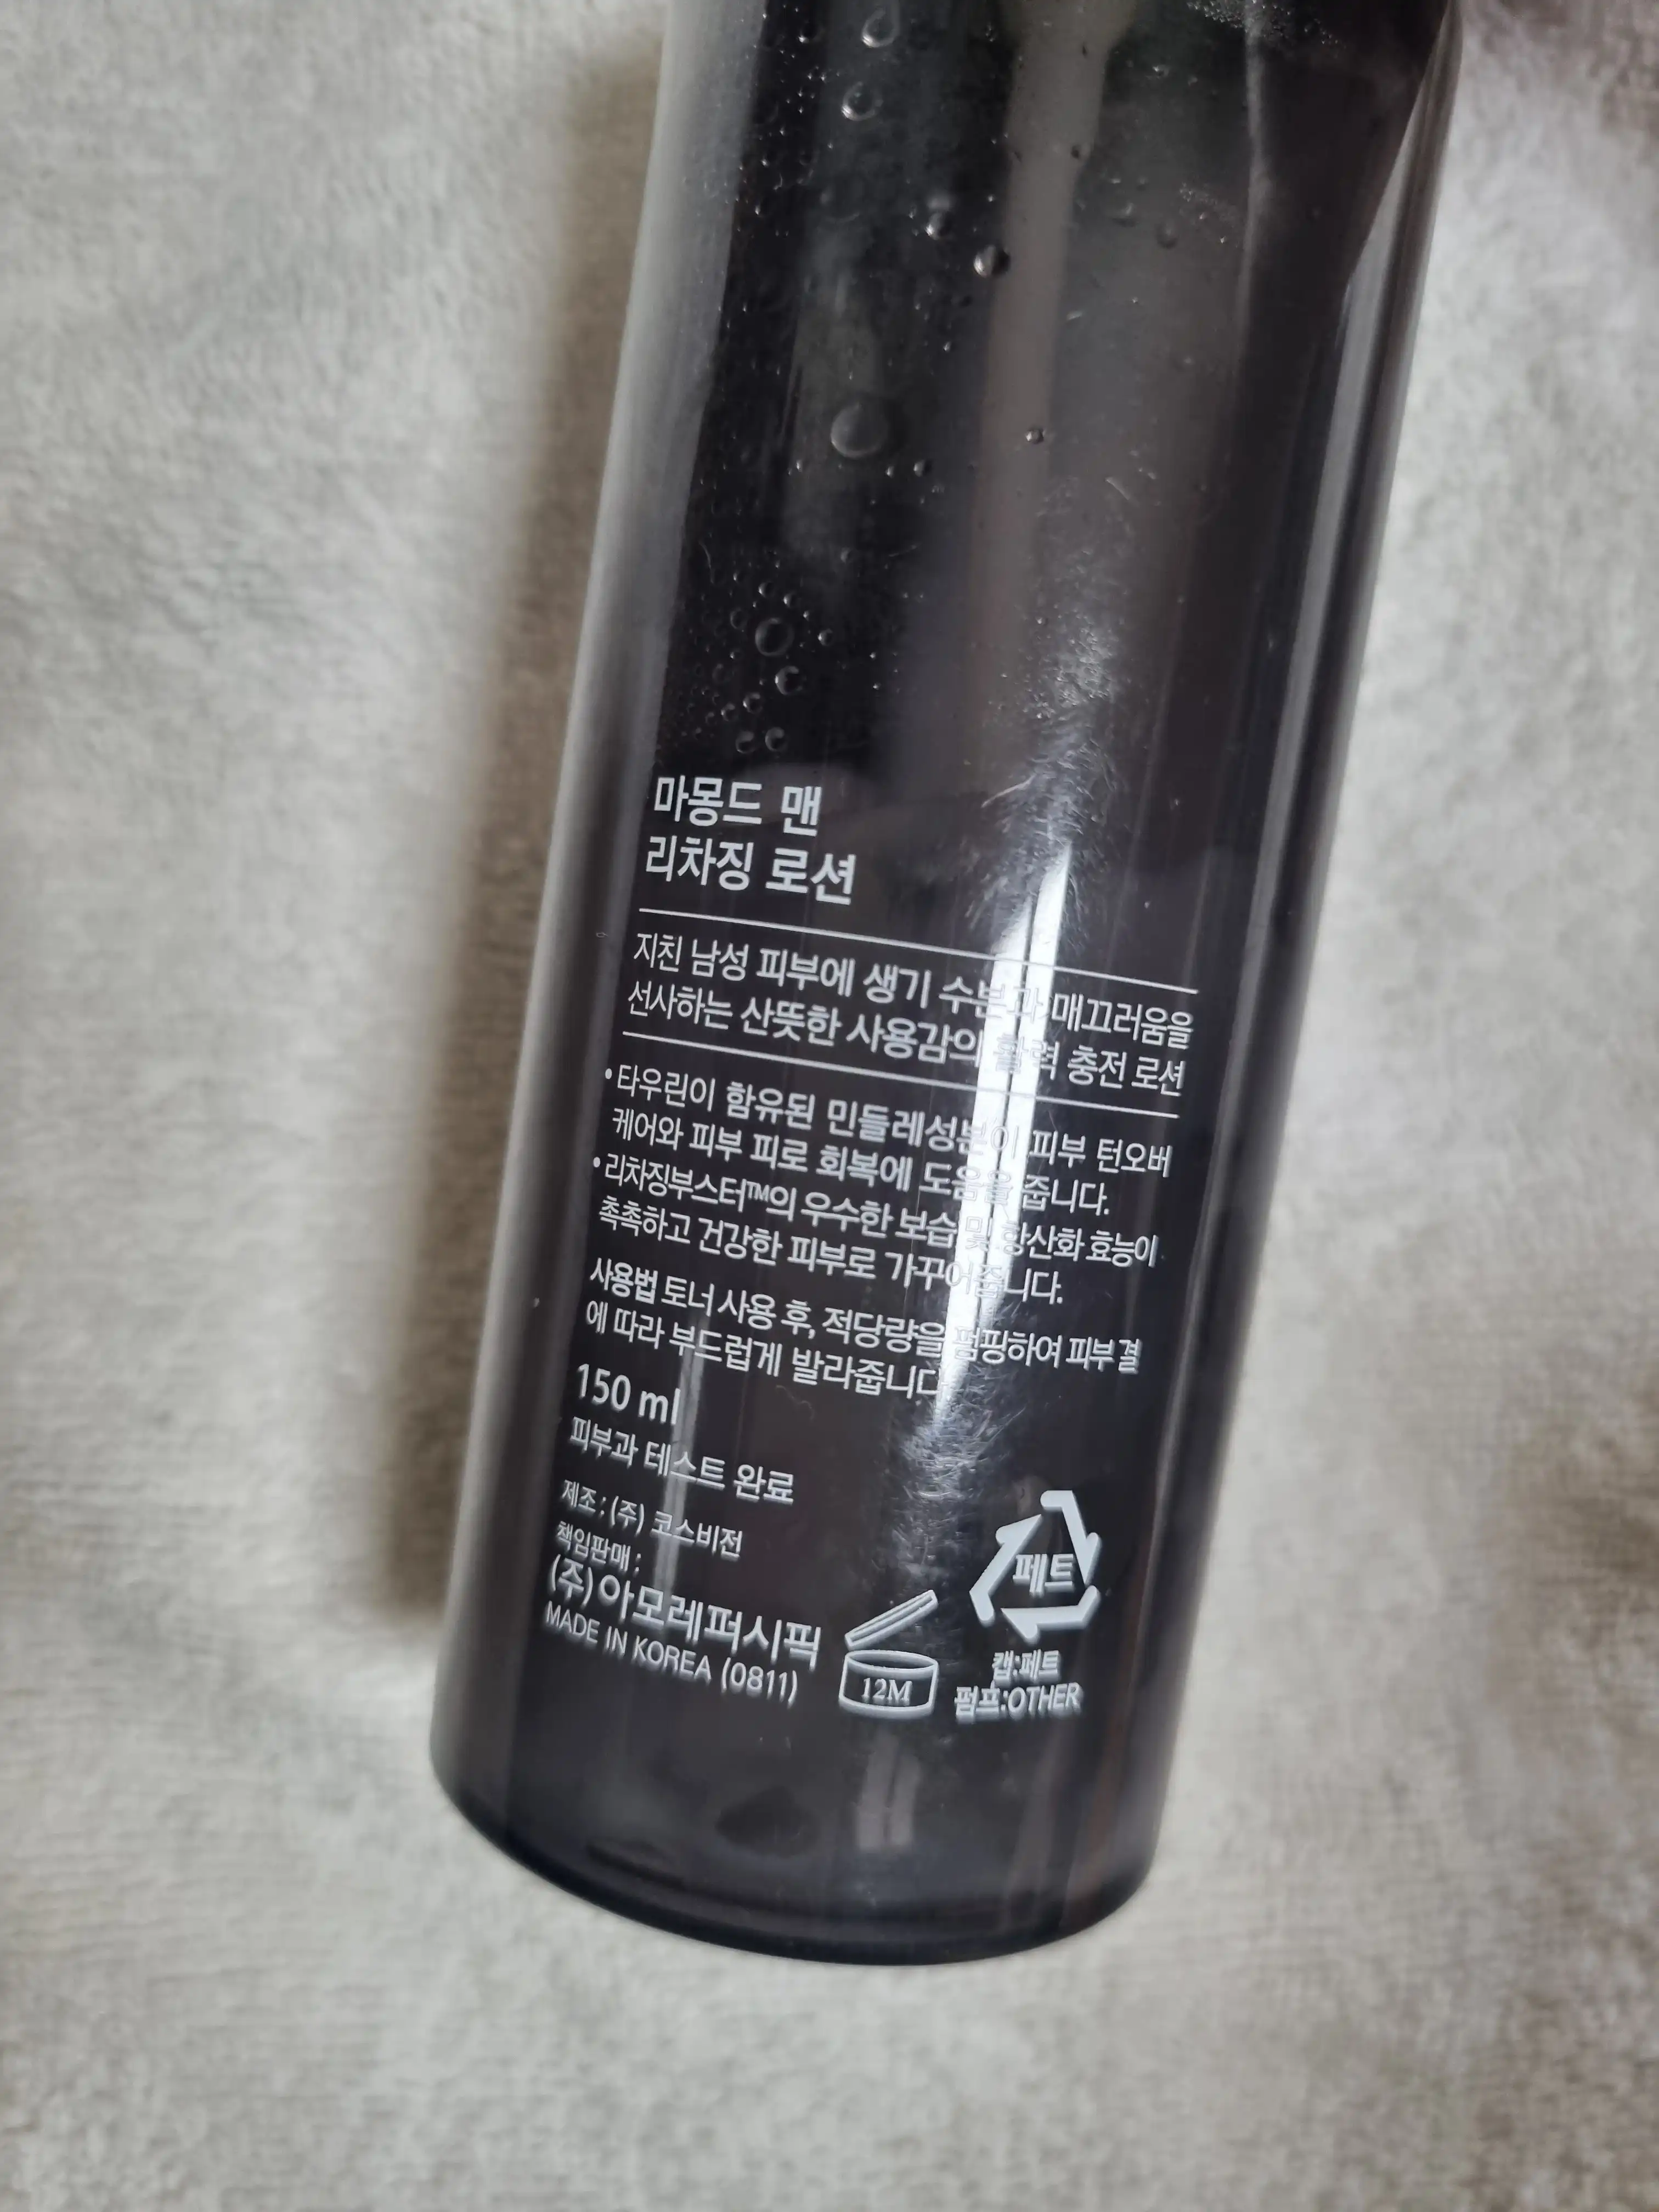 마몽드 맨
리차징 로션
지친 남성 피부에 생기 수분과 매끄러움을
선사하는 산뜻한 사용감의 활력 충전 로션
• 타우린이 함유된 민들레성분이 피부 턴오버
케어와 피부 피로 회복에 도움을 줍니다.
• 리차징부스터™의 우수한 보습 및 항산화 효능이
촉촉하고 건강한 피부로 가꾸어줍니다.
사용법 토너 사용 후, 적당량을 펌핑하여 피부 결
에 따라 부드럽게 발라줍니다.
150 ml
피부과 테스트 완료
제조 : (주) 코스비전
책임판매 :
(주)아모레퍼시픽
MADE IN KOREA (0811)
12M
페트
캡:페트
펌프:OTHER